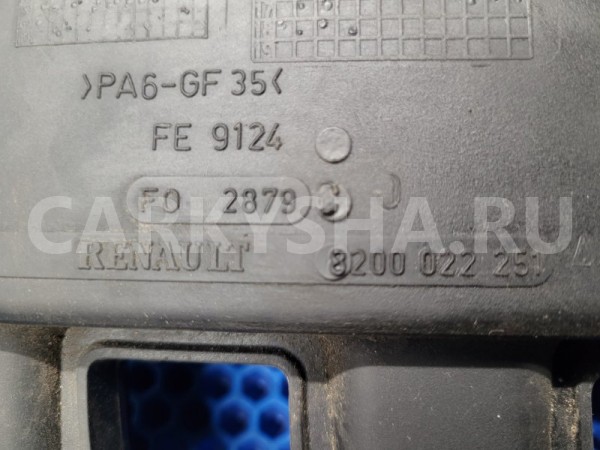 >PA6-GF 35<
FE 9124
FO 2879
CARKYSHA.RU
RENAULT 8200 022 251